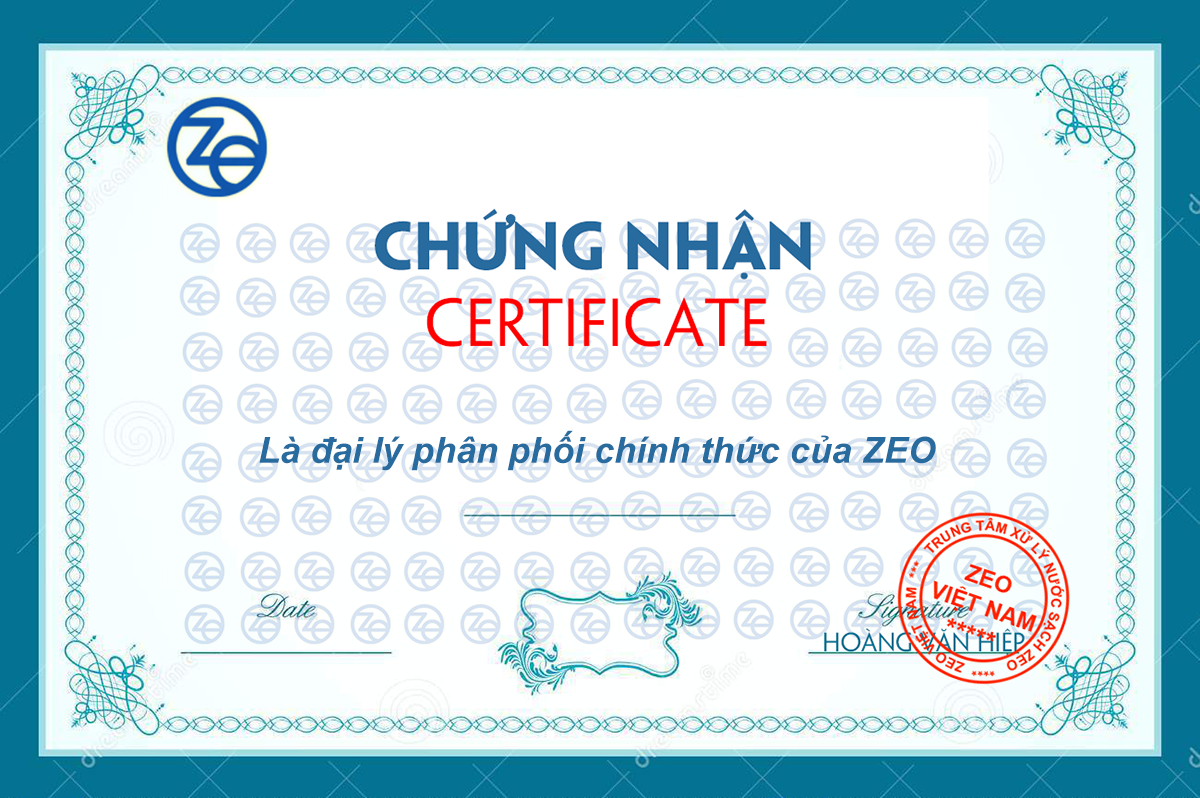 Ze
CHỨNG NHẬN
CERTIFICATE
Là đại lý phân phối chính thức của ZEO
Date
Signature
HOÀNG VĂN HIỆP
TRUNG TÂM XỬ LÝ NƯỚC SẠCH ZEO **** ZEO VIỆT NAM ***
ZEO
VIỆT NAM
*****
dreamstime